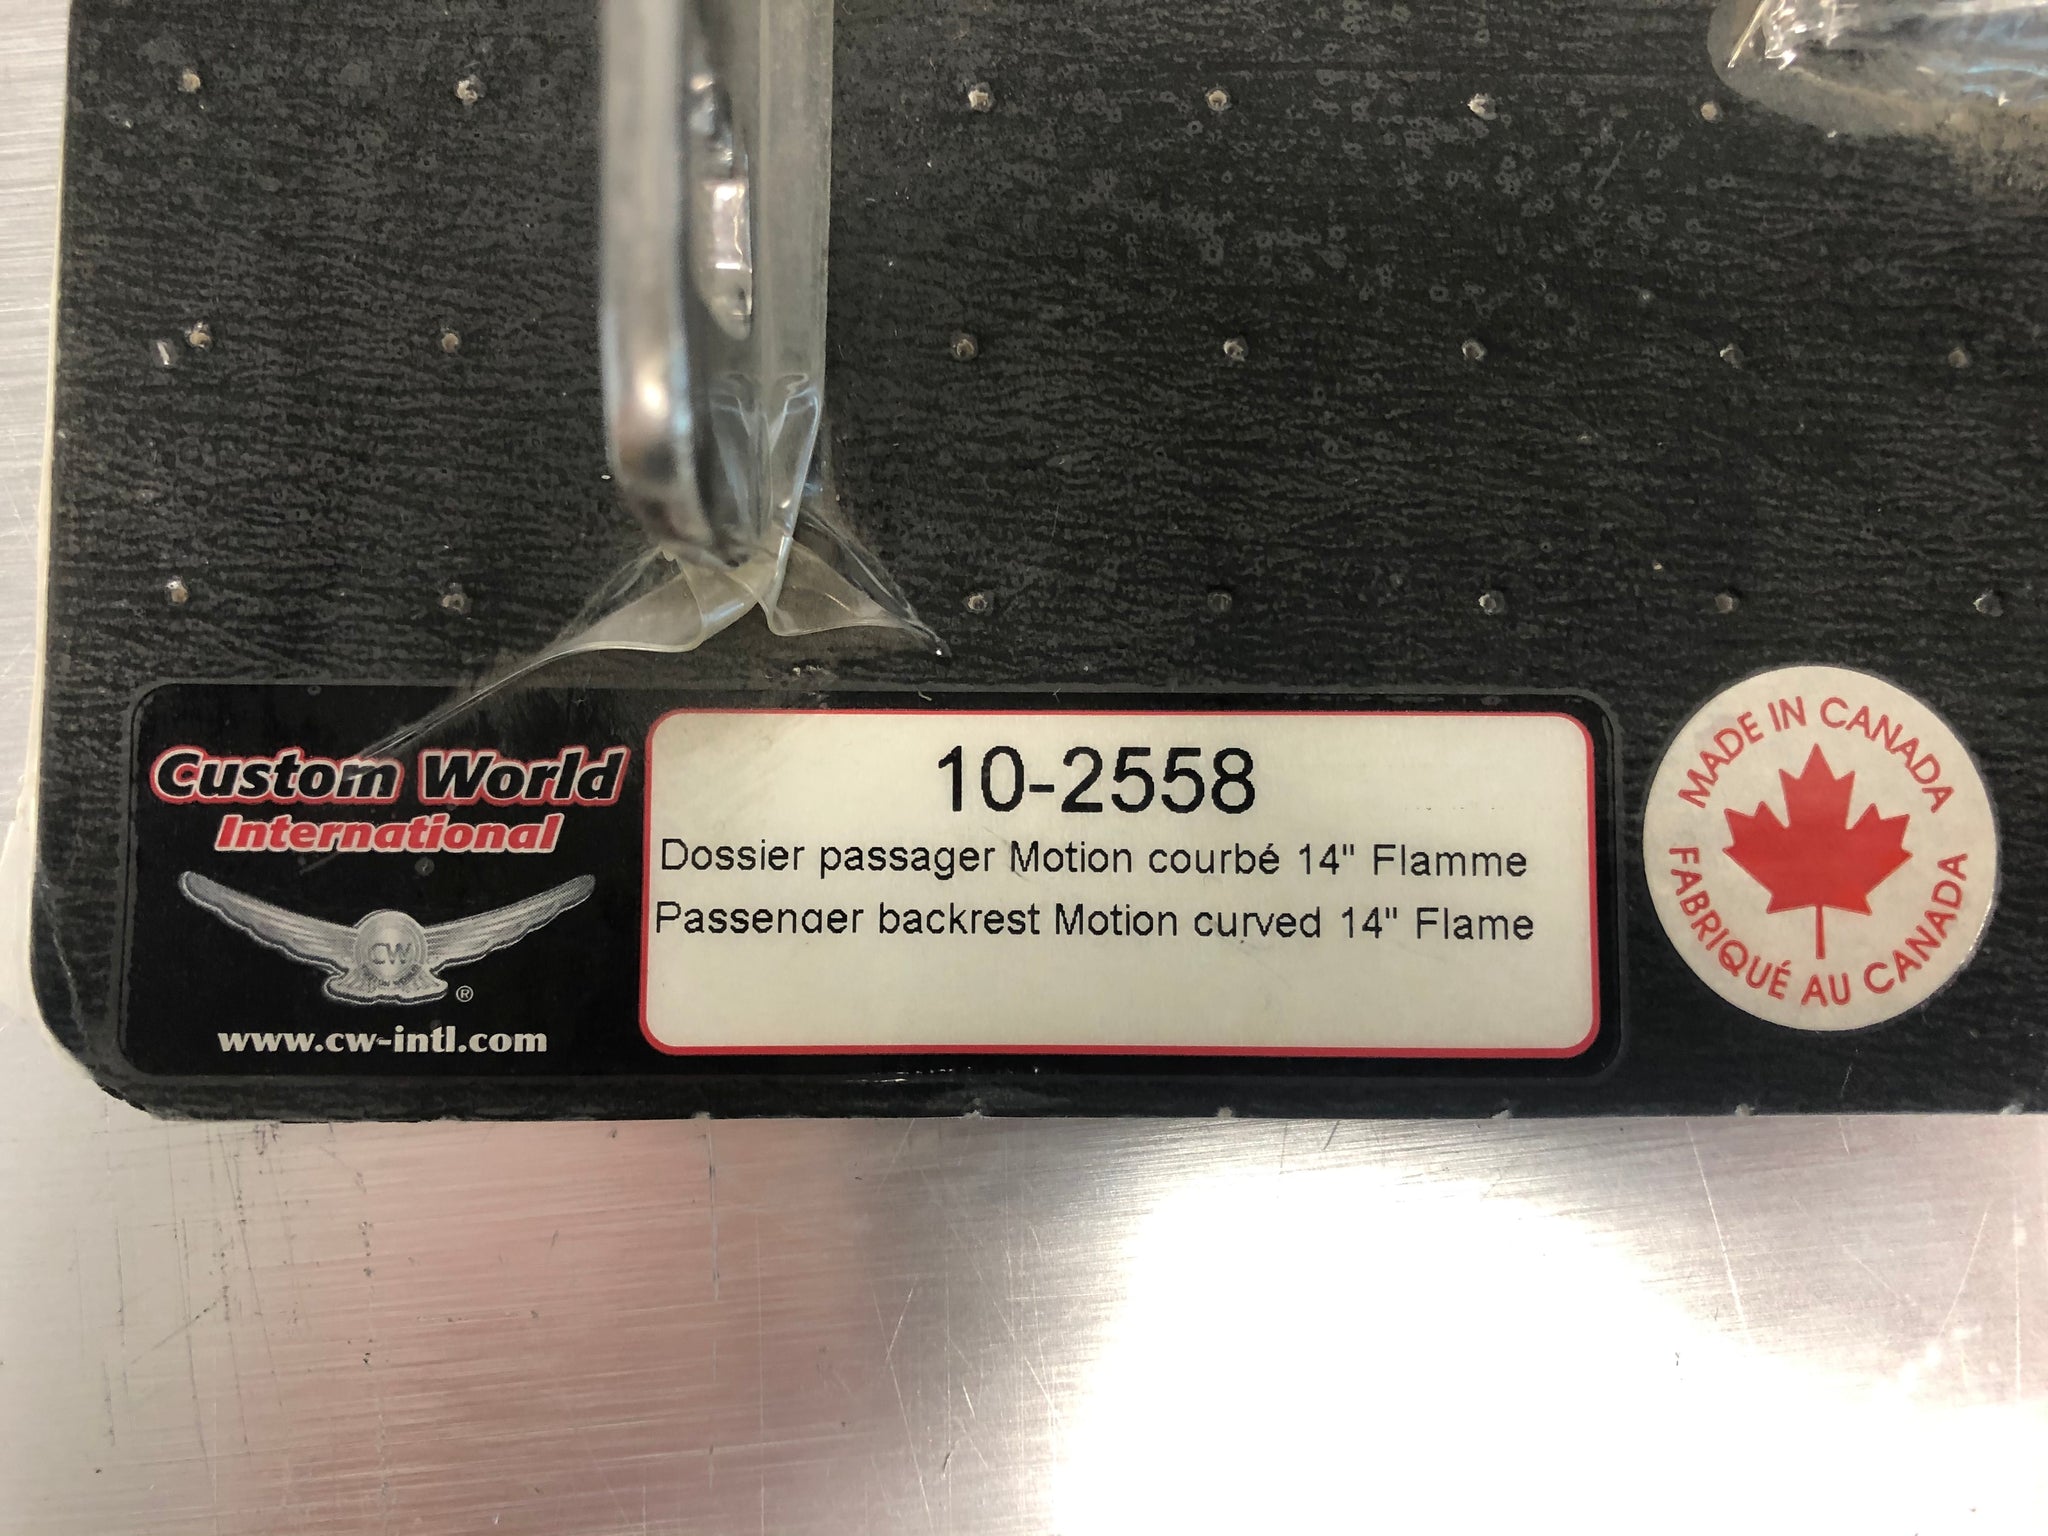 Custom World
International
CW
®
www.cw-intl.com
10-2558
Dossier passager Motion courbé 14" Flamme
Passenger backrest Motion curved 14" Flame
MADE IN CANADA
FABRIQUÉ AU CANADA